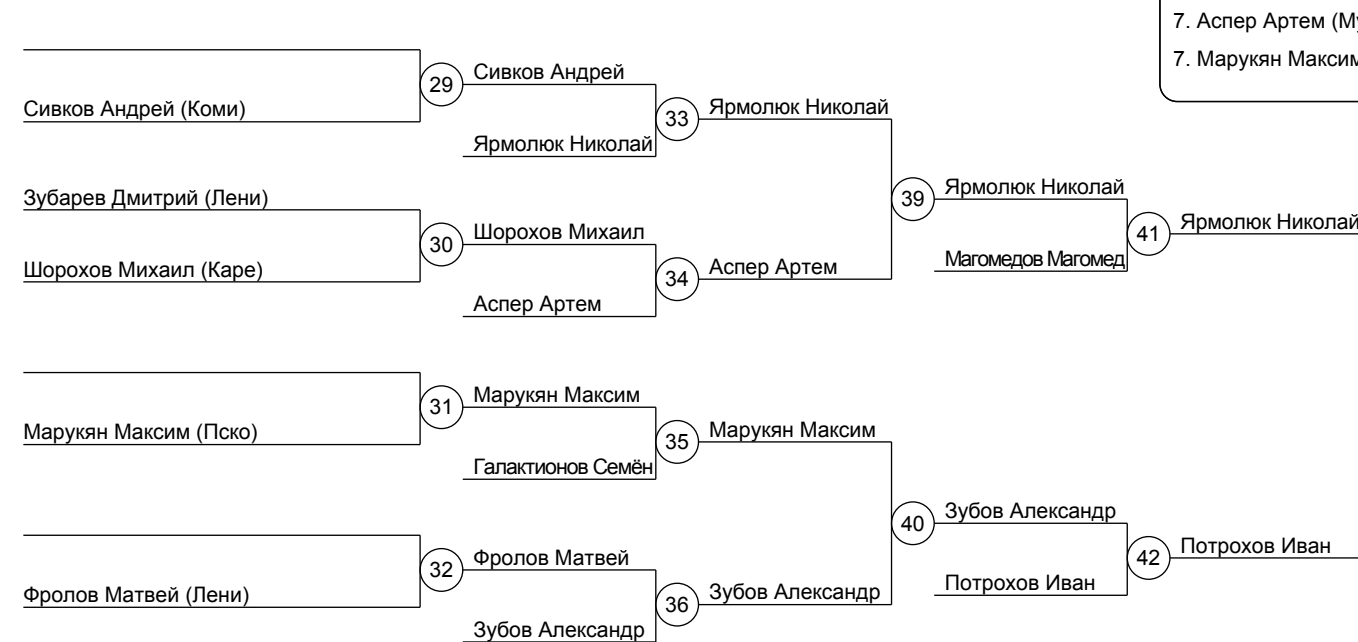 7. Аспер Артем (Му
7. Марукян Максим
Сивков Андрей (Коми)
29
Сивков Андрей
Ярмолюк Николай
33
Ярмолюк Николай
Зубарев Дмитрий (Лени)
Шорохов Михаил (Каре)
30
Шорохов Михаил
Аспер Артем
34
Аспер Артем
39
Ярмолюк Николай
Магомедов Магомед
41
Ярмолюк Николай
Марукян Максим (Пско)
31
Марукян Максим
Галактионов Семён
35
Марукян Максим
Фролов Матвей (Лени)
32
Фролов Матвей
Зубов Александр
36
Зубов Александр
40
Зубов Александр
Потрохов Иван
42
Потрохов Иван